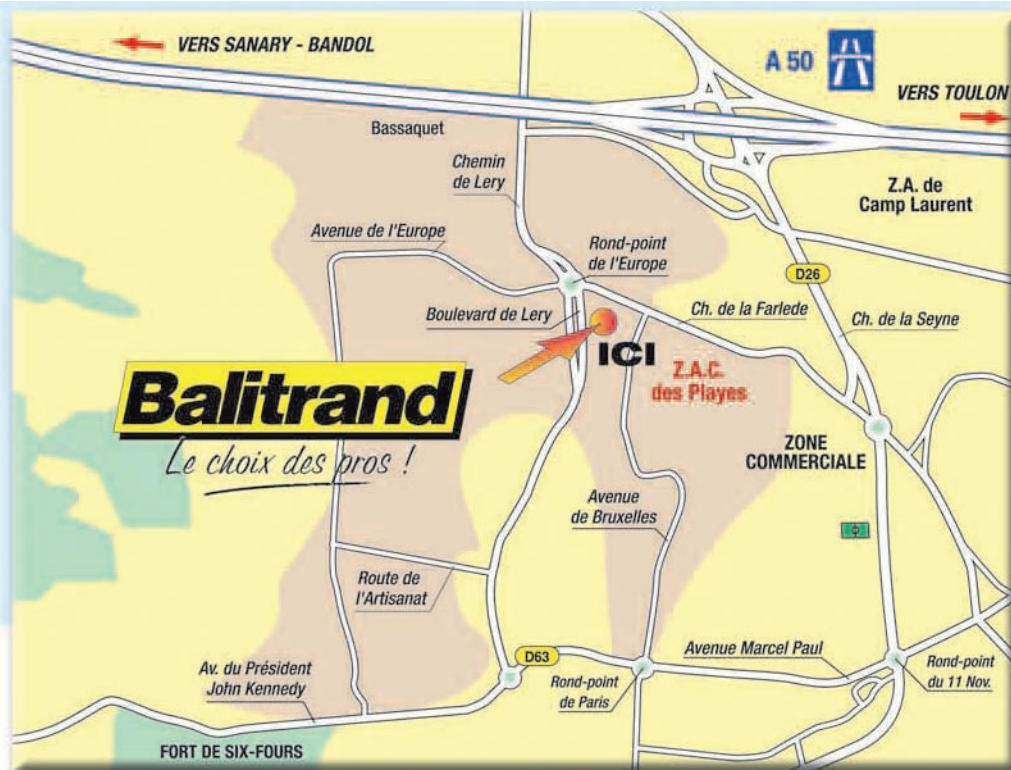 VERS SANARY - BANDOL
A 50
VERS TOULON
Bassaquet
Chemin
de Lery
Z.A. de
Camp Laurent
Avenue de l'Europe
Rond-point
de l'Europe
D26
Boulevard de Lery
Ch. de la Farlede
Ch. de la Seyne
ICI
Z.A.C.
des Playes
Balitrand
Le choix des pros !
ZONE
COMMERCIALE
Avenue
de Bruxelles
Route de
l'Artisanat
D63
Avenue Marcel Paul
Av. du Président
John Kennedy
Rond-point
de Paris
Rond-point
du 11 Nov.
FORT DE SIX-FOURS